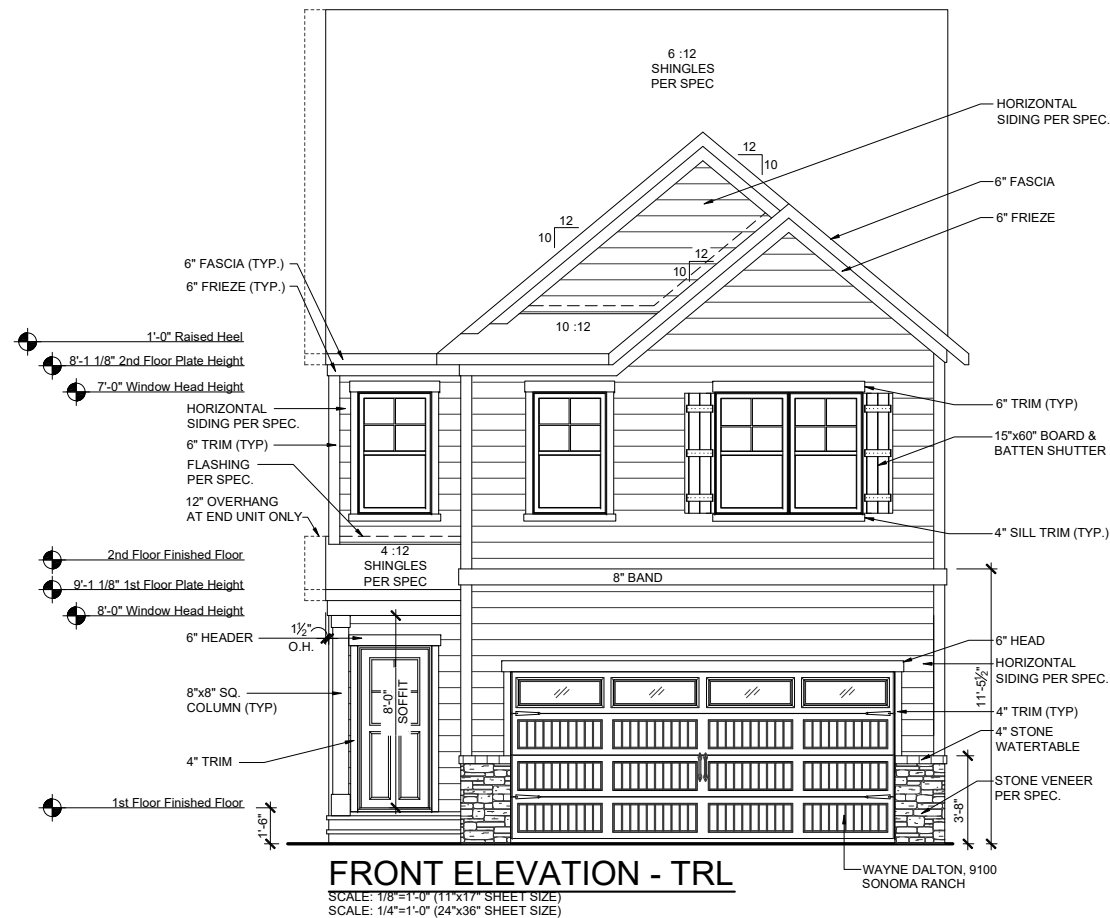 6 :12
SHINGLES
PER SPEC
HORIZONTAL
SIDING PER SPEC.
12
10
6" FASCIA
6" FRIEZE
12
10
12
10
10 :12
6" FASCIA (TYP.)
6" FRIEZE (TYP.)
1'-0" Raised Heel
8'-1 1/8" 2nd Floor Plate Height
7'-0" Window Head Height
HORIZONTAL
SIDING PER SPEC.
6" TRIM (TYP)
FLASHING
PER SPEC.
12" OVERHANG
AT END UNIT ONLY
6" TRIM (TYP)
15"x60" BOARD &
BATTEN SHUTTER
4" SILL TRIM (TYP.)
2nd Floor Finished Floor
4 :12
SHINGLES
PER SPEC
9'-1 1/8" 1st Floor Plate Height
8" BAND
8'-0" Window Head Height
1½"
O.H.
6" HEADER
8"x8" SQ.
COLUMN (TYP)
8'-0"
SOFFIT
4" TRIM
1st Floor Finished Floor
1'-6"
6" HEAD
HORIZONTAL
SIDING PER SPEC.
11'-5½"
4" TRIM (TYP)
4" STONE
WATERTABLE
STONE VENEER
PER SPEC.
3'-8"
WAYNE DALTON, 9100
SONOMA RANCH
FRONT ELEVATION - TRL
SCALE: 1/8"=1'-0" (11"x17" SHEET SIZE)
SCALE: 1/4"=1'-0" (24"x36" SHEET SIZE)